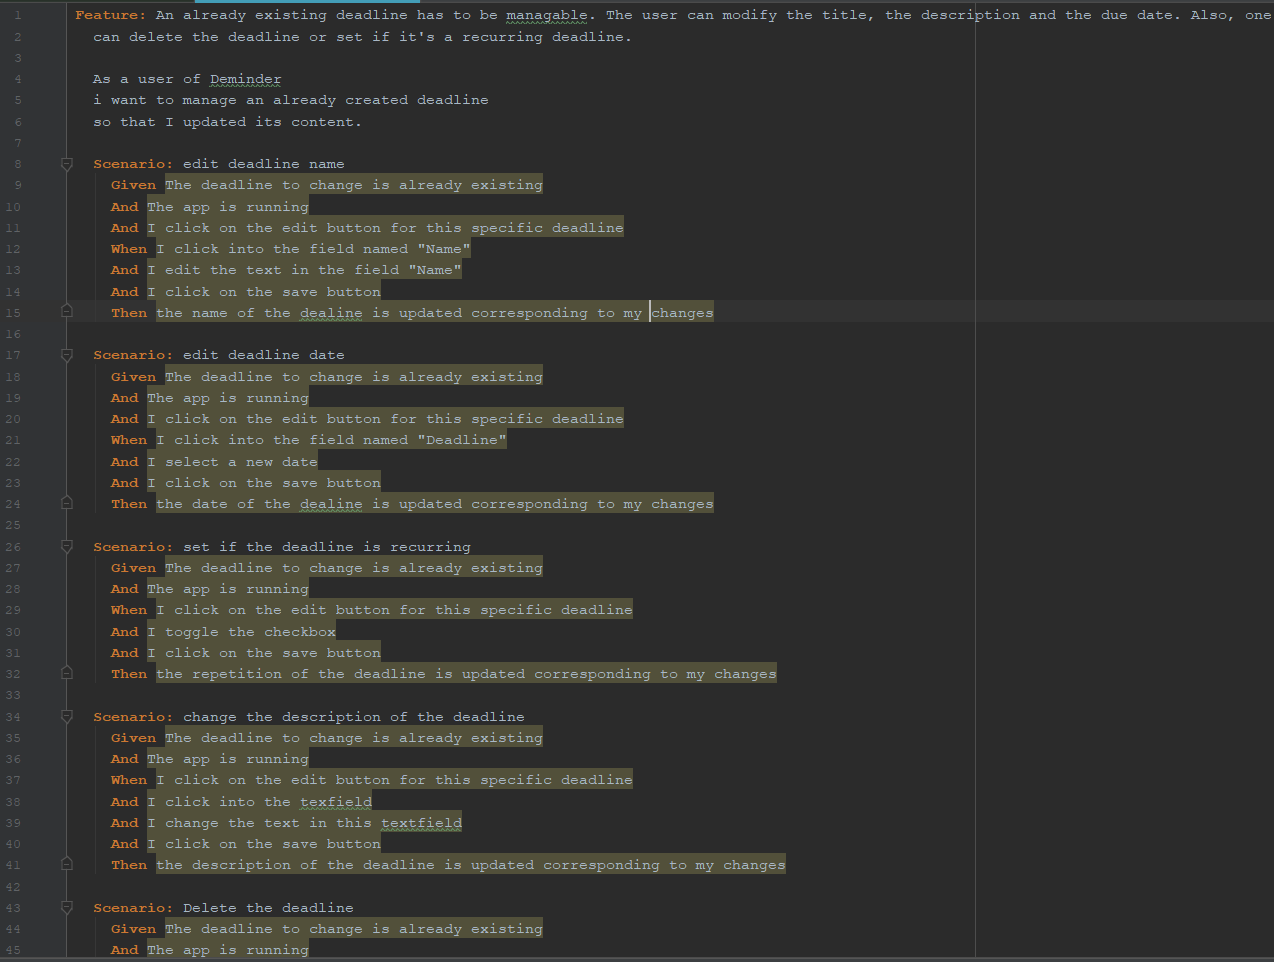 1 Feature: An already existing deadline has to be managable. The user can modify the title, the description and the due date. Also, one
2 can delete the deadline or set if it's a recurring deadline.
3
4 As a user of Deminder
5 i want to manage an already created deadline
6 so that I updated its content.
7
8 Scenario: edit deadline name
9 Given The deadline to change is already existing
10 And The app is running
11 And I click on the edit button for this specific deadline
12 When I click into the field named "Name"
13 And I edit the text in the field "Name"
14 And I click on the save button
15 Then the name of the dealine is updated corresponding to my changes
16
17 Scenario: edit deadline date
18 Given The deadline to change is already existing
19 And The app is running
20 And I click on the edit button for this specific deadline
21 When I click into the field named "Deadline"
22 And I select a new date
23 And I click on the save button
24 Then the date of the dealine is updated corresponding to my changes
25
26 Scenario: set if the deadline is recurring
27 Given The deadline to change is already existing
28 And The app is running
29 When I click on the edit button for this specific deadline
30 And I toggle the checkbox
31 And I click on the save button
32 Then the repetition of the deadline is updated corresponding to my changes
33
34 Scenario: change the description of the deadline
35 Given The deadline to change is already existing
36 And The app is running
37 When I click on the edit button for this specific deadline
38 And I click into the texfield
39 And I change the text in this textfield
40 And I click on the save button
41 Then the description of the deadline is updated corresponding to my changes
42
43 Scenario: Delete the deadline
44 Given The deadline to change is already existing
45 And The app is running